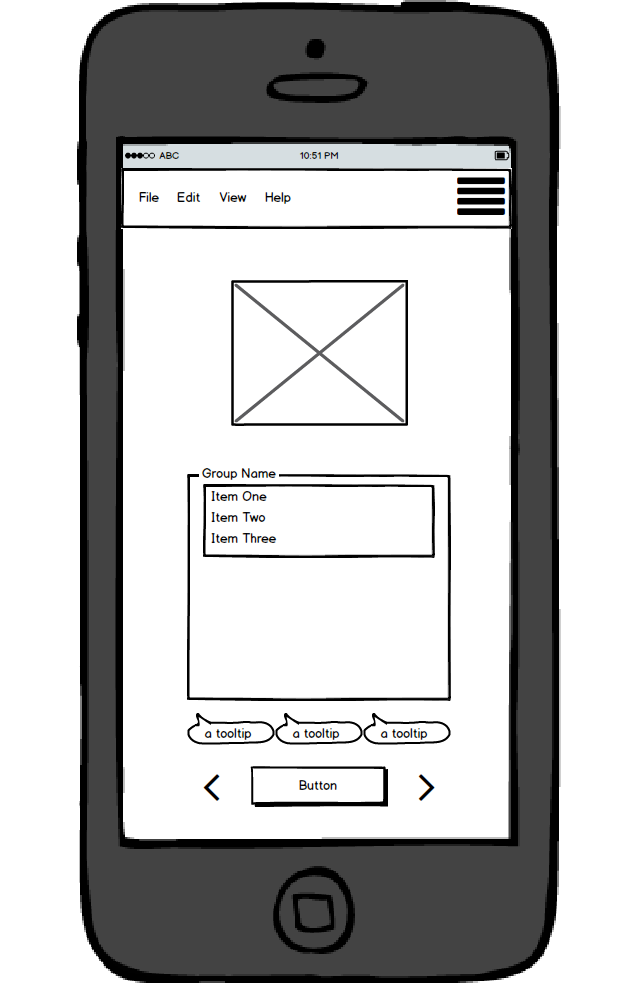 ABC 10:51 PM
File Edit View Help
Group Name
Item One
Item Two
Item Three
a tooltip a tooltip a tooltip
Button